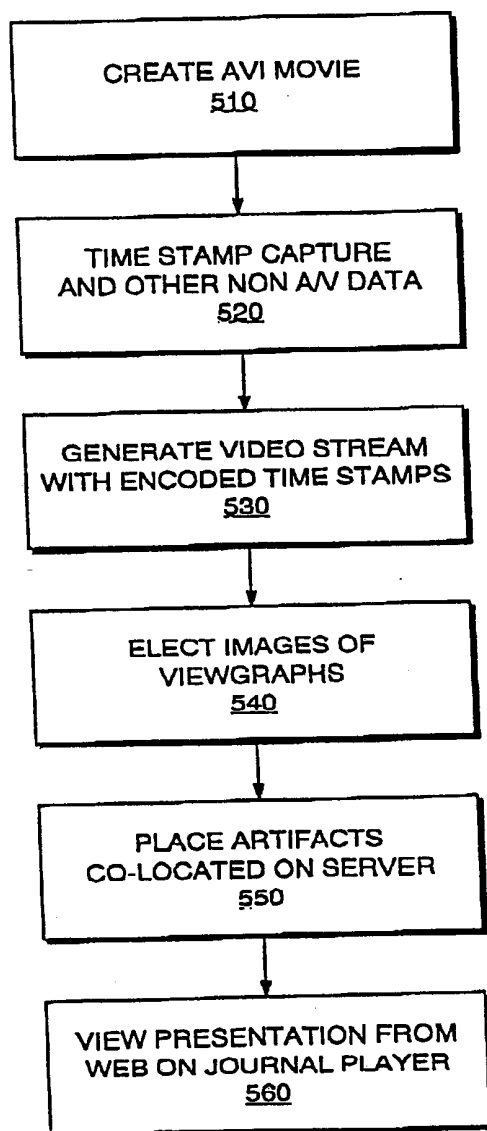 CREATE AVI MOVIE
510
TIME STAMP CAPTURE
AND OTHER NON A/V DATA
520
GENERATE VIDEO STREAM
WITH ENCODED TIME STAMPS
530
ELECT IMAGES OF
VIEWGRAPHS
540
PLACE ARTIFACTS
CO-LOCATED ON SERVER
550
VIEW PRESENTATION FROM
WEB ON JOURNAL PLAYER
560